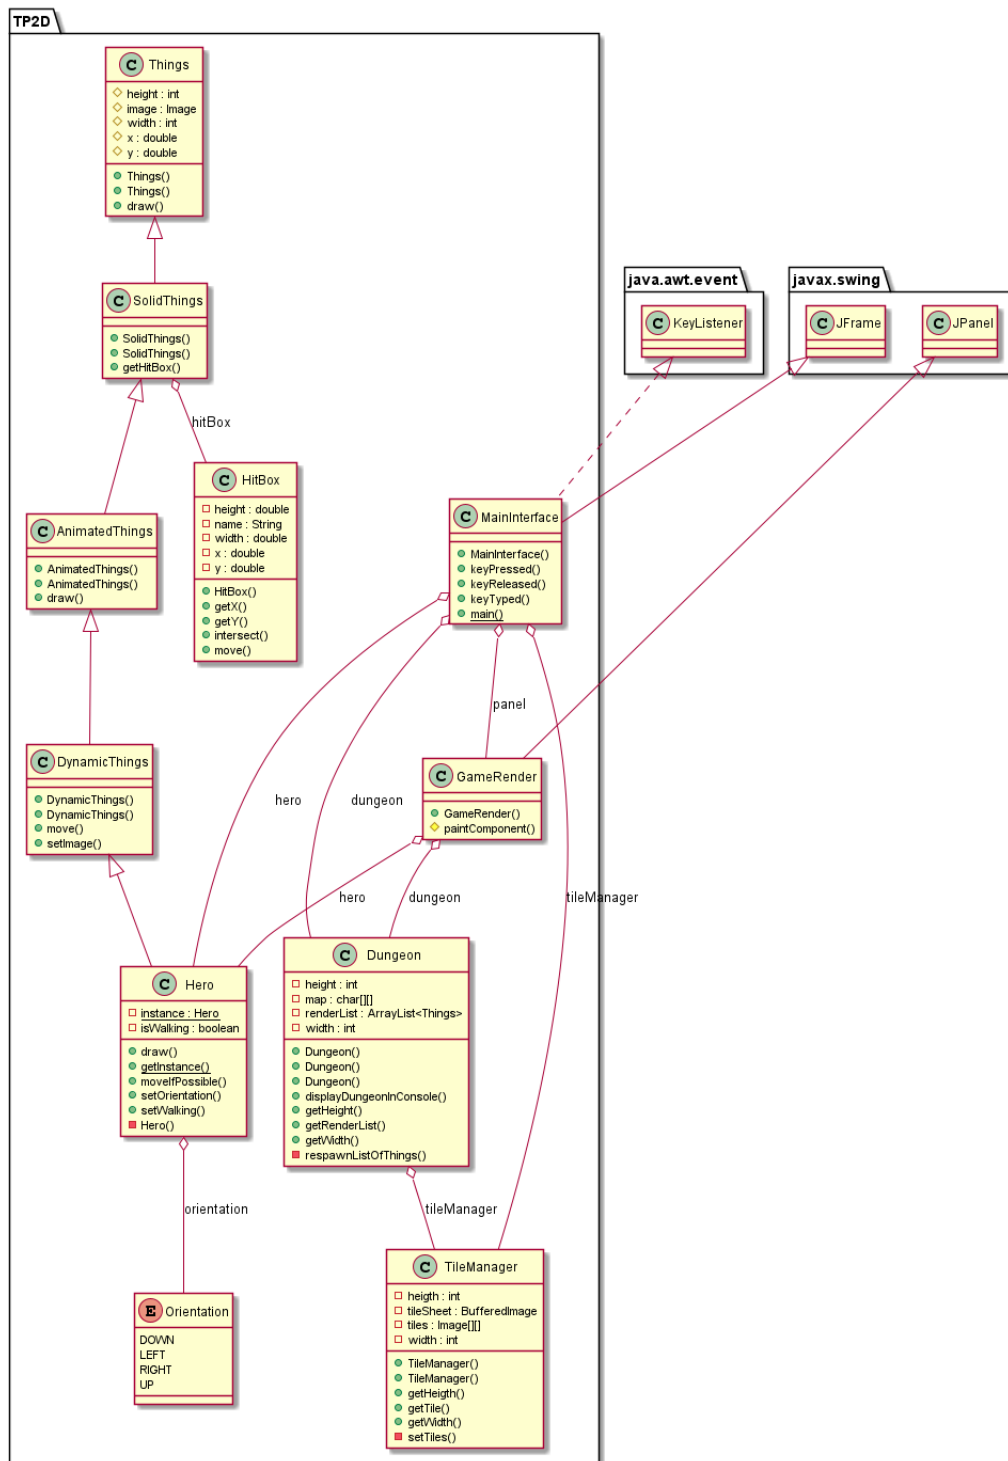 TP2D
C Things
height : int
image : Image
width : int
x : double
y : double
Things()
Things()
draw()
C SolidThings
SolidThings()
SolidThings()
getHitBox()
hitBox
C HitBox
height : double
name : String
width : double
x : double
y : double
HitBox()
getX()
getY()
intersect()
move()
C AnimatedThings
AnimatedThings()
AnimatedThings()
draw()
C DynamicThings
DynamicThings()
DynamicThings()
move()
setImage()
java.awt.event
C KeyListener
javax.swing
C JFrame
C JPanel
C MainInterface
MainInterface()
keyPressed()
keyReleased()
keyTyped()
main()
panel
hero
dungeon
tileManager
C GameRender
GameRender()
paintComponent()
hero
dungeon
C Hero
instance : Hero
isWalking : boolean
draw()
getInstance()
moveIfPossible()
setOrientation()
setWalking()
Hero()
orientation
C Dungeon
height : int
map : char[][]
renderList : ArrayList<Things>
width : int
Dungeon()
Dungeon()
Dungeon()
displayDungeonInConsole()
getHeight()
getRenderList()
getWidth()
respawnListOfThings()
tileManager
E Orientation
DOWN
LEFT
RIGHT
UP
C TileManager
heigth : int
tileSheet : BufferedImage
tiles : Image[][]
width : int
TileManager()
TileManager()
getHeigth()
getTile()
getWidth()
setTiles()